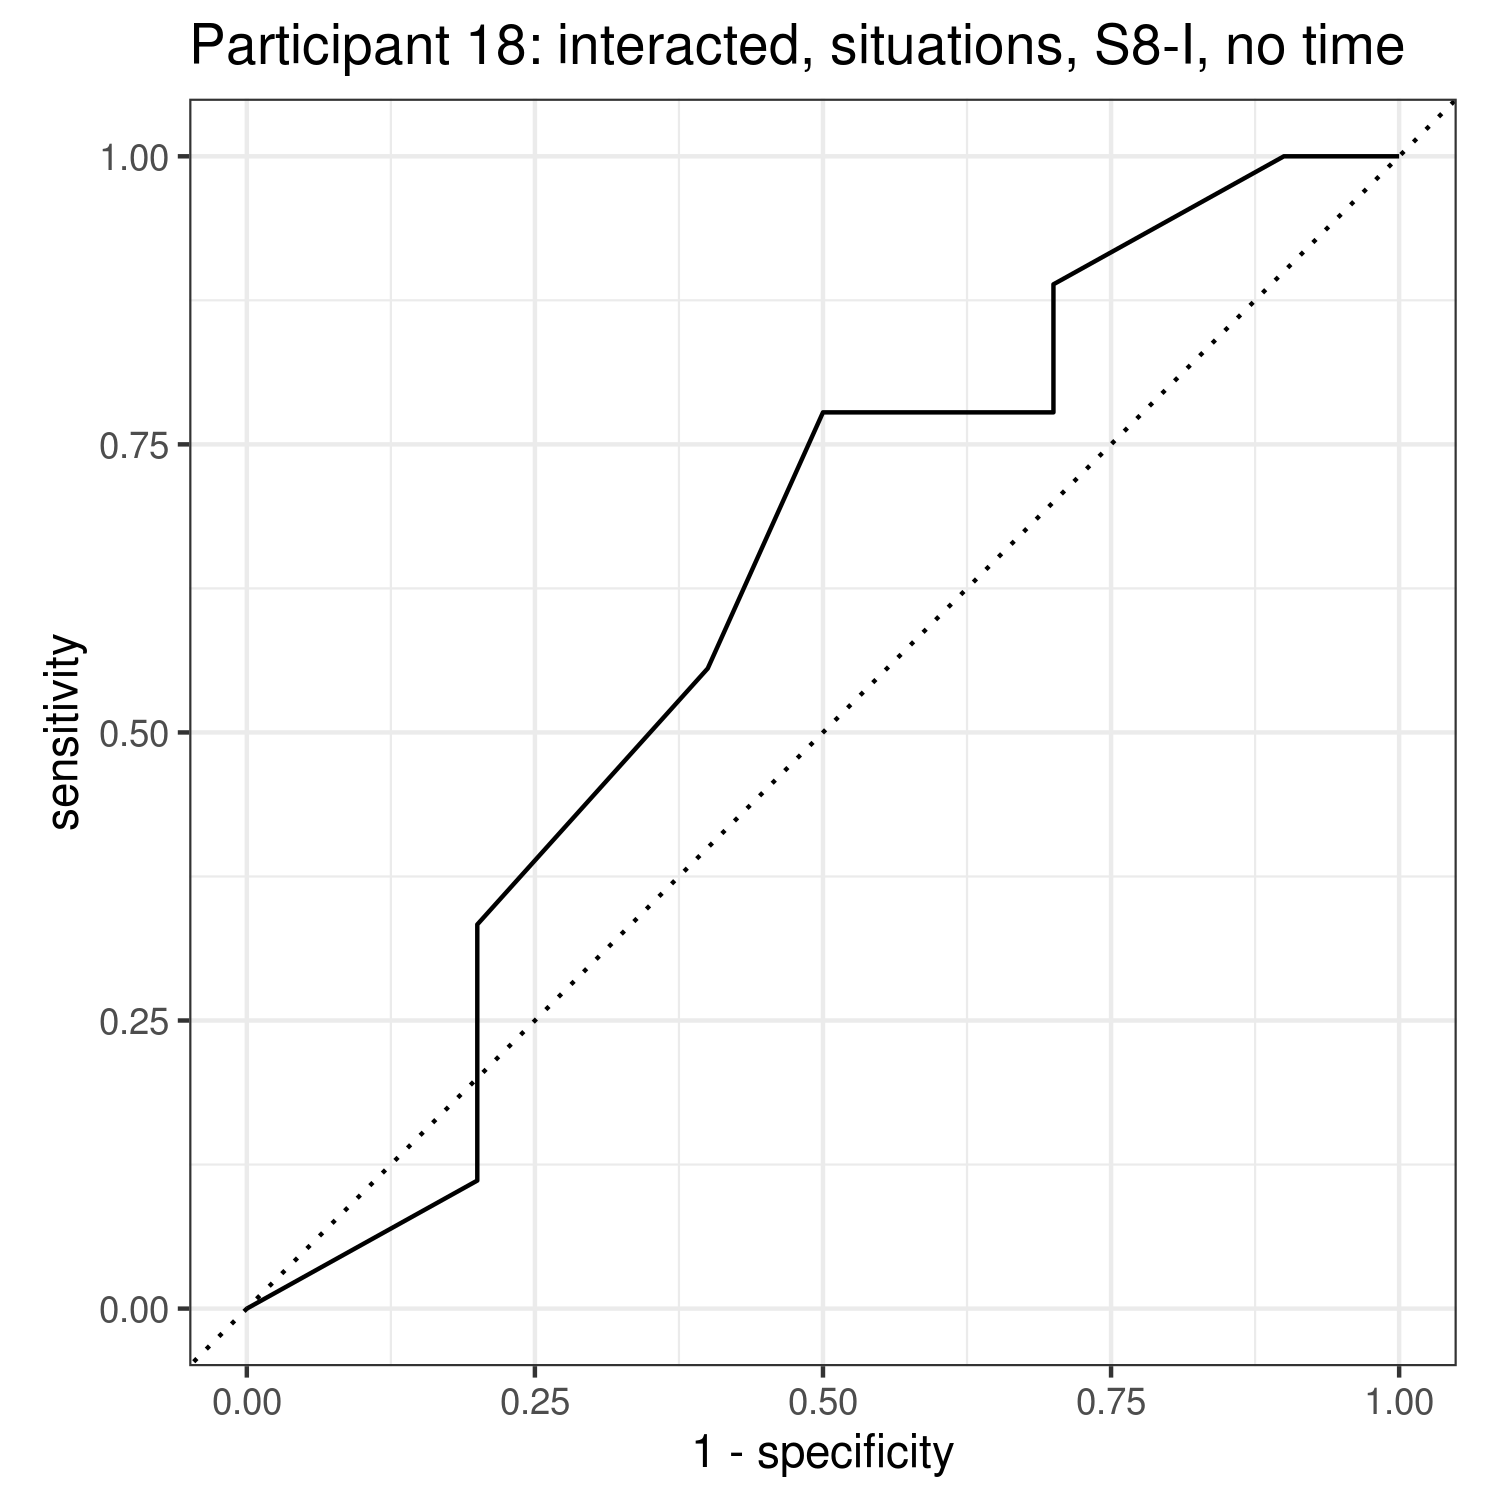 Participant 18: interacted, situations, S8-I, no time
1.00
0.75
0.50
0.25
0.00
sensitivity
0.00 0.25 0.50 0.75 1.00
1 - specificity